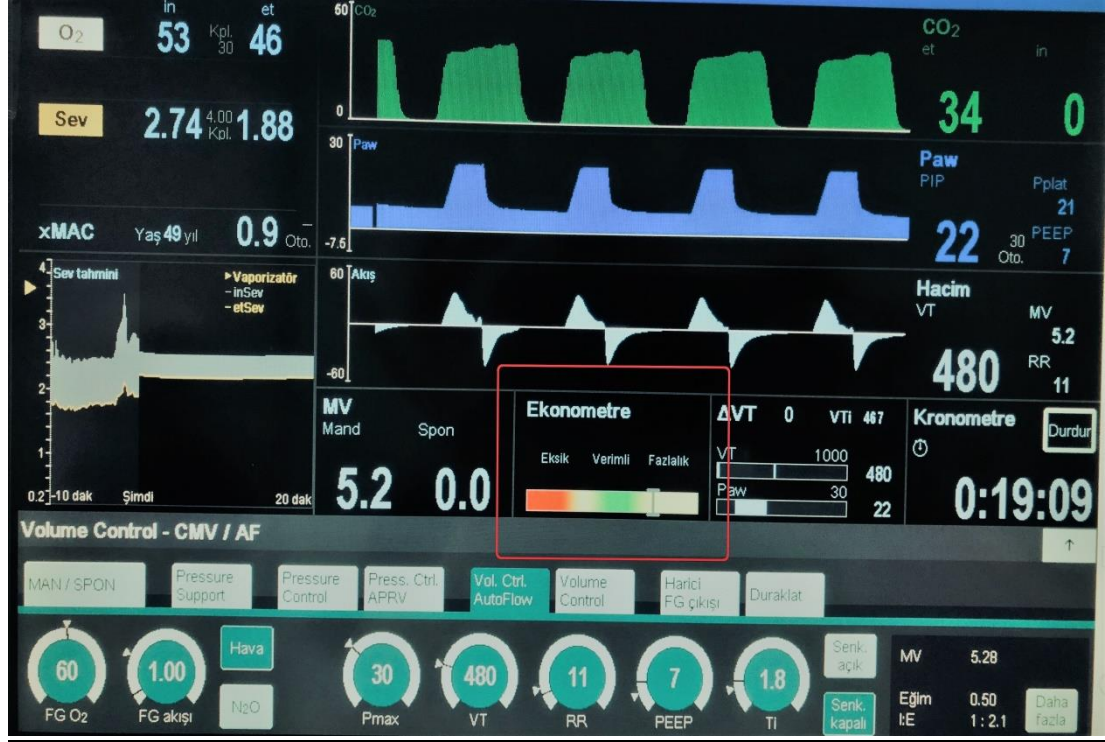 in et
O2 53 Kpl. 30 46
Sev 2.74 4.00 Kpl. 1.88
xMAC Yaş 49 yıl 0.9 Oto.
60 CO2
0
CO2
et in
34 0
30 Paw
-7.5
Paw
PIP Pplat
21
22 30 Oto. PEEP 7
4 Sev tahmini
▸Vaporizatör
– inSev
– etSev
3
2
1
0.2 -10 dak Şimdi 20 dak
60 Akış
-60
Hacim
VT MV
5.2
480 RR
11
MV
Mand Spon
5.2 0.0
Ekonometre
Eksik Verimli Fazlalık
ΔVT 0 VTi 467
VT 1000
480
Paw 30
22
Kronometre Durdur
0:19:09
Volume Control - CMV / AF ↑
MAN / SPON
Pressure Support
Pressure Control
Press. Ctrl. APRV
Vol. Ctrl. AutoFlow
Volume Control
Harici FG çıkışı
Duraklat
60 1.00 Hava 30 480 11 7 1.8
N2O
FG O2 FG akışı Pmax VT RR PEEP Ti
Senk. açık
Senk. kapalı
MV 5.28
Eğim 0.50
I:E 1 : 2.1
Daha fazla